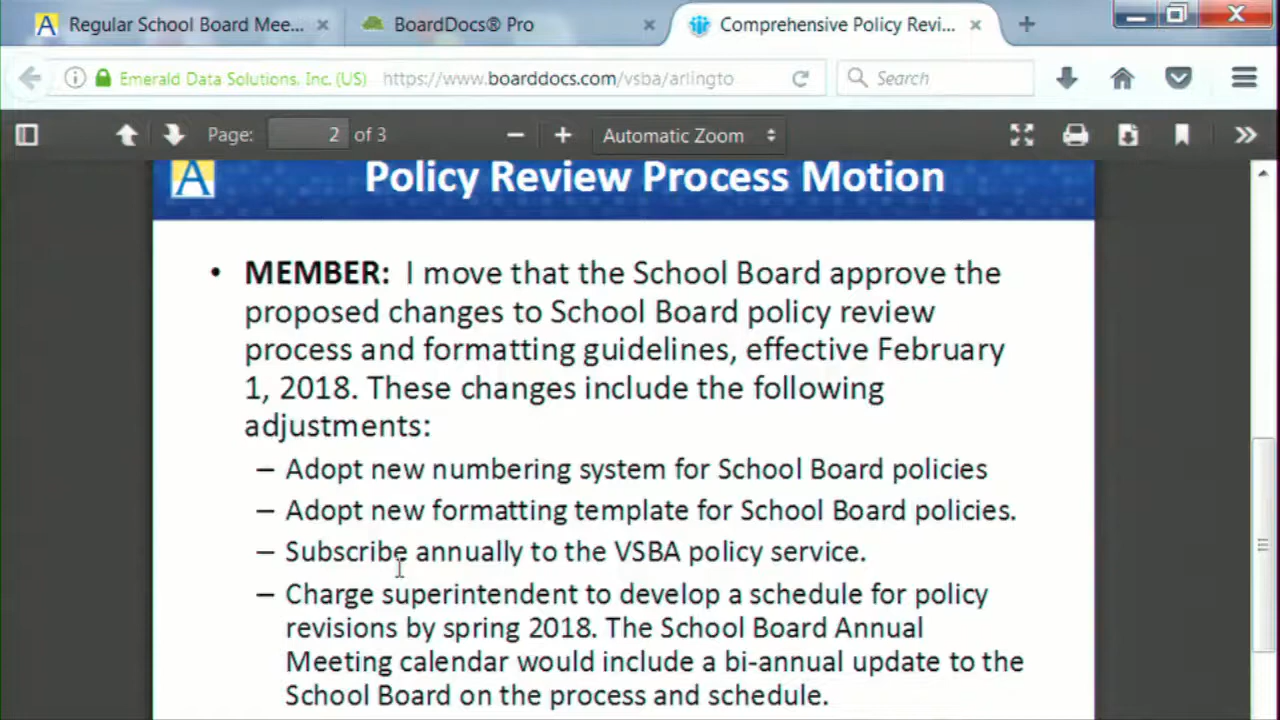 A Regular School Board Mee... ×
BoardDocs® Pro ×
Comprehensive Policy Revi... ×
Emerald Data Solutions, Inc. (US) https://www.boarddocs.com/vsba/arlingto
Search
Page: 2 of 3
Automatic Zoom
A Policy Review Process Motion
• MEMBER: I move that the School Board approve the
proposed changes to School Board policy review
process and formatting guidelines, effective February
1, 2018. These changes include the following
adjustments:
– Adopt new numbering system for School Board policies
– Adopt new formatting template for School Board policies.
– Subscribe annually to the VSBA policy service.
– Charge superintendent to develop a schedule for policy
revisions by spring 2018. The School Board Annual
Meeting calendar would include a bi-annual update to the
School Board on the process and schedule.